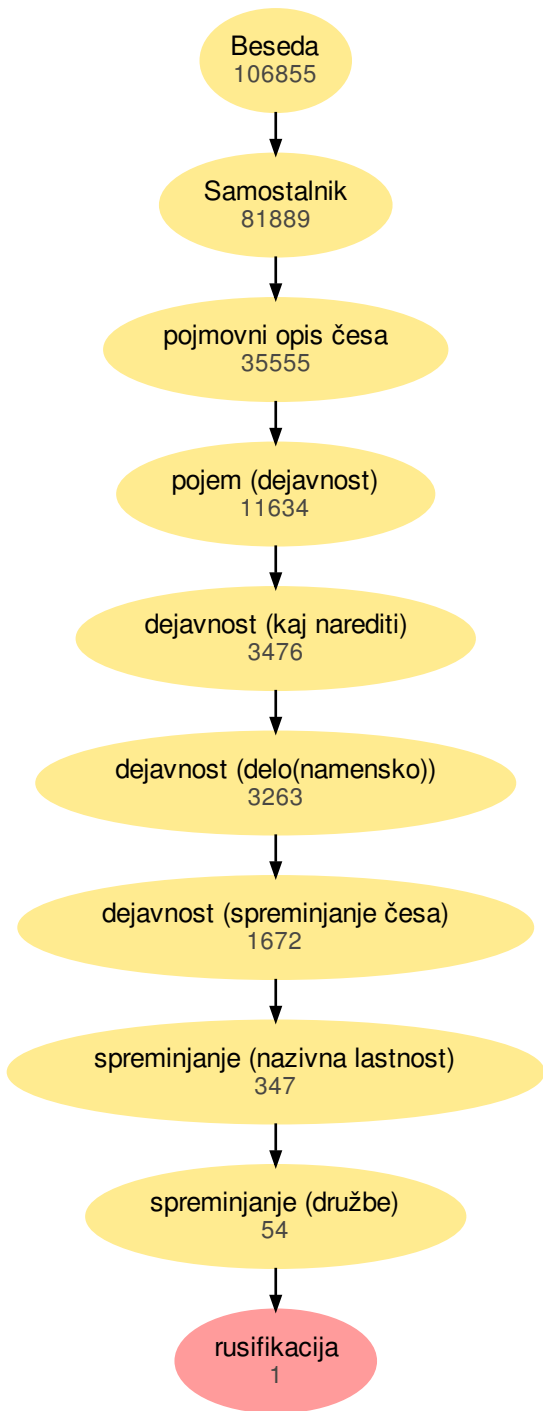 Beseda
106855
Samostalnik
81889
pojmovni opis česa
35555
pojem (dejavnost)
11634
dejavnost (kaj narediti)
3476
dejavnost (delo(namensko))
3263
dejavnost (spreminjanje česa)
1672
spreminjanje (nazivna lastnost)
347
spreminjanje (družbe)
54
rusifikacija
1